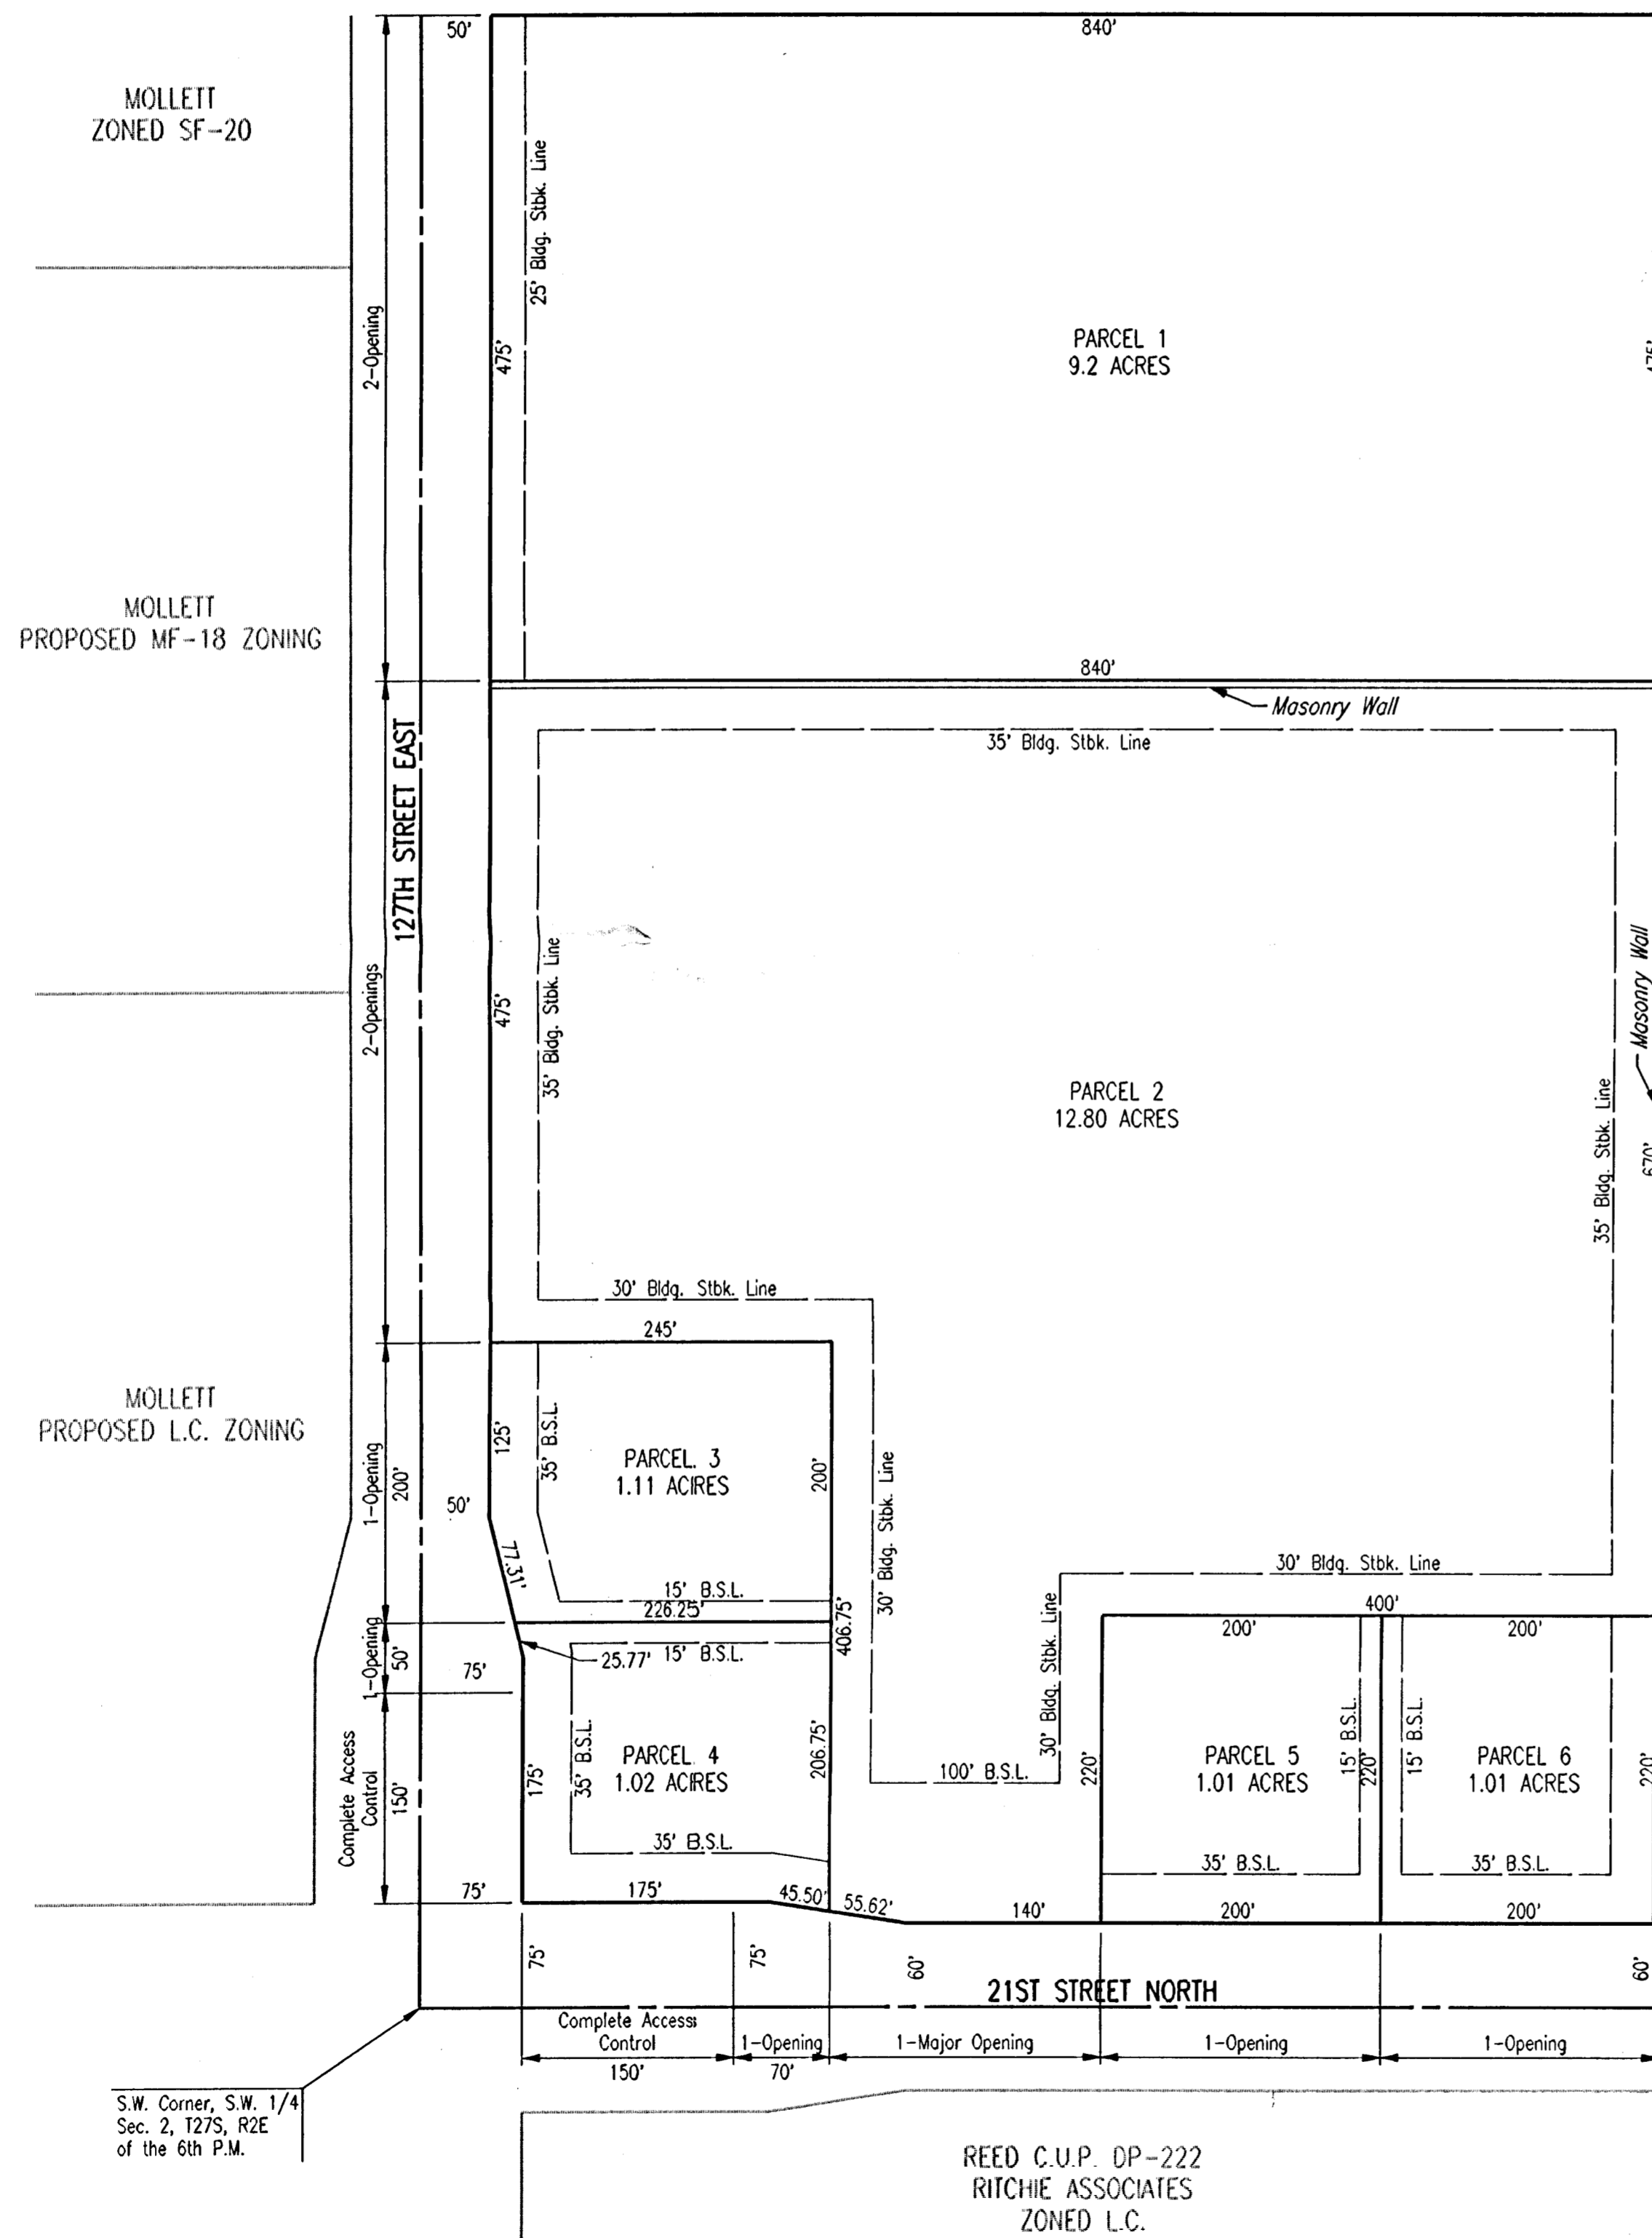 50'
840'
MOLLETT
ZONED SF-20
25' Bldg. Stbk. Line
2-Opening
475'
PARCEL 1
9.2 ACRES
475'
MOLLETT
PROPOSED MF-18 ZONING
840'
Masonry Wall
35' Bldg. Stbk. Line
127TH STREET EAST
2-Openings
475'
35' Bldg. Stbk. Line
Masonry Wall
PARCEL 2
12.80 ACRES
35' Bldg. Stbk. Line
670'
30' Bldg. Stbk. Line
245'
MOLLETT
PROPOSED L.C. ZONING
1-Opening
200'
125'
35' B.S.L.
PARCEL. 3
1.11 ACIRES
200'
50'
77.31'
30' Bldg. Stbk. Line
15' B.S.L.
226.25'
406.75'
30' Bldg. Stbk. Line
400'
200'
200'
1-Opening
50'
75'
25.77'
15' B.S.L.
30' Bldg. Stbk. Line
Complete Access
Control
150'
175'
35' B.S.L.
PARCEL. 4
1.02 ACIRES
206.75'
100' B.S.L.
220'
PARCEL 5
1.01 ACRES
15' B.S.L.
220'
15' B.S.L.
PARCEL 6
1.01 ACRES
220'
35' B.S.L.
35' B.S.L.
35' B.S.L.
75'
175'
45.50'
55.62'
140'
200'
200'
75'
75'
60'
60'
21ST STREET NORTH
Complete Access
Control
150'
1-Opening
70'
1-Major Opening
1-Opening
1-Opening
S.W. Corner, S.W. 1/4
Sec. 2, T27S, R2E
of the 6th P.M.
REED C.U.P. DP-222
RITCHIE ASSOCIATES
ZONED L.C.